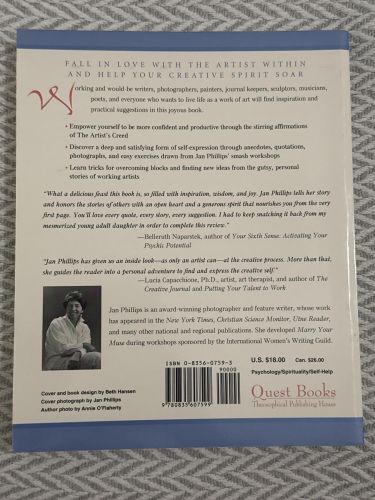 FALL IN LOVE WITH THE ARTIST WITHIN
AND HELP YOUR CREATIVE SPIRIT SOAR
Working and would-be writers, photographers, painters, journal keepers, sculptors, musicians,
poets, and everyone who wants to live life as a work of art will find inspiration and
practical suggestions in this joyous book.
• Empower yourself to be more confident and productive through the stirring affirmations
of The Artist's Creed
• Discover a deep and satisfying form of self-expression through anecdotes, quotations,
photographs, and easy exercises drawn from Jan Phillips' smash workshops
• Learn tricks for overcoming blocks and finding new ideas from the gutsy, personal
stories of working artists
"What a delicious feast this book is, so filled with inspiration, wisdom, and joy. Jan Phillips tells her story
and honors the stories of others with an open heart and a generous spirit that nourishes you from the very
first page. You'll love every quote, every story, every suggestion. I had to keep snatching it back from my
mesmerized young adult daughter in order to complete this review."
—Belleruth Naparstek, author of Your Sixth Sense: Activating Your
Psychic Potential
"Jan Phillips has given us an inside look—as only an artist can—at the creative process. More than that,
she guides the reader into a personal adventure to find and express the creative self."
—Lucia Capacchione, Ph.D., artist, art therapist, and author of The
Creative Journal and Putting Your Talent to Work
Jan Phillips is an award-winning photographer and feature writer, whose work
has appeared in the New York Times, Christian Science Monitor, Utne Reader,
and many other national and regional publications. She developed Marry Your
Muse during workshops sponsored by the International Women's Writing Guild.
ISBN 0-8356-0759-3
90000
9 780835 607599
U.S. $18.00 Can. $26.00
Psychology/Spirituality/Self-Help
Quest Books
Theosophical Publishing House
Cover and book design by Beth Hansen
Cover photograph by Jan Phillips
Author photo by Annie O'Flaherty